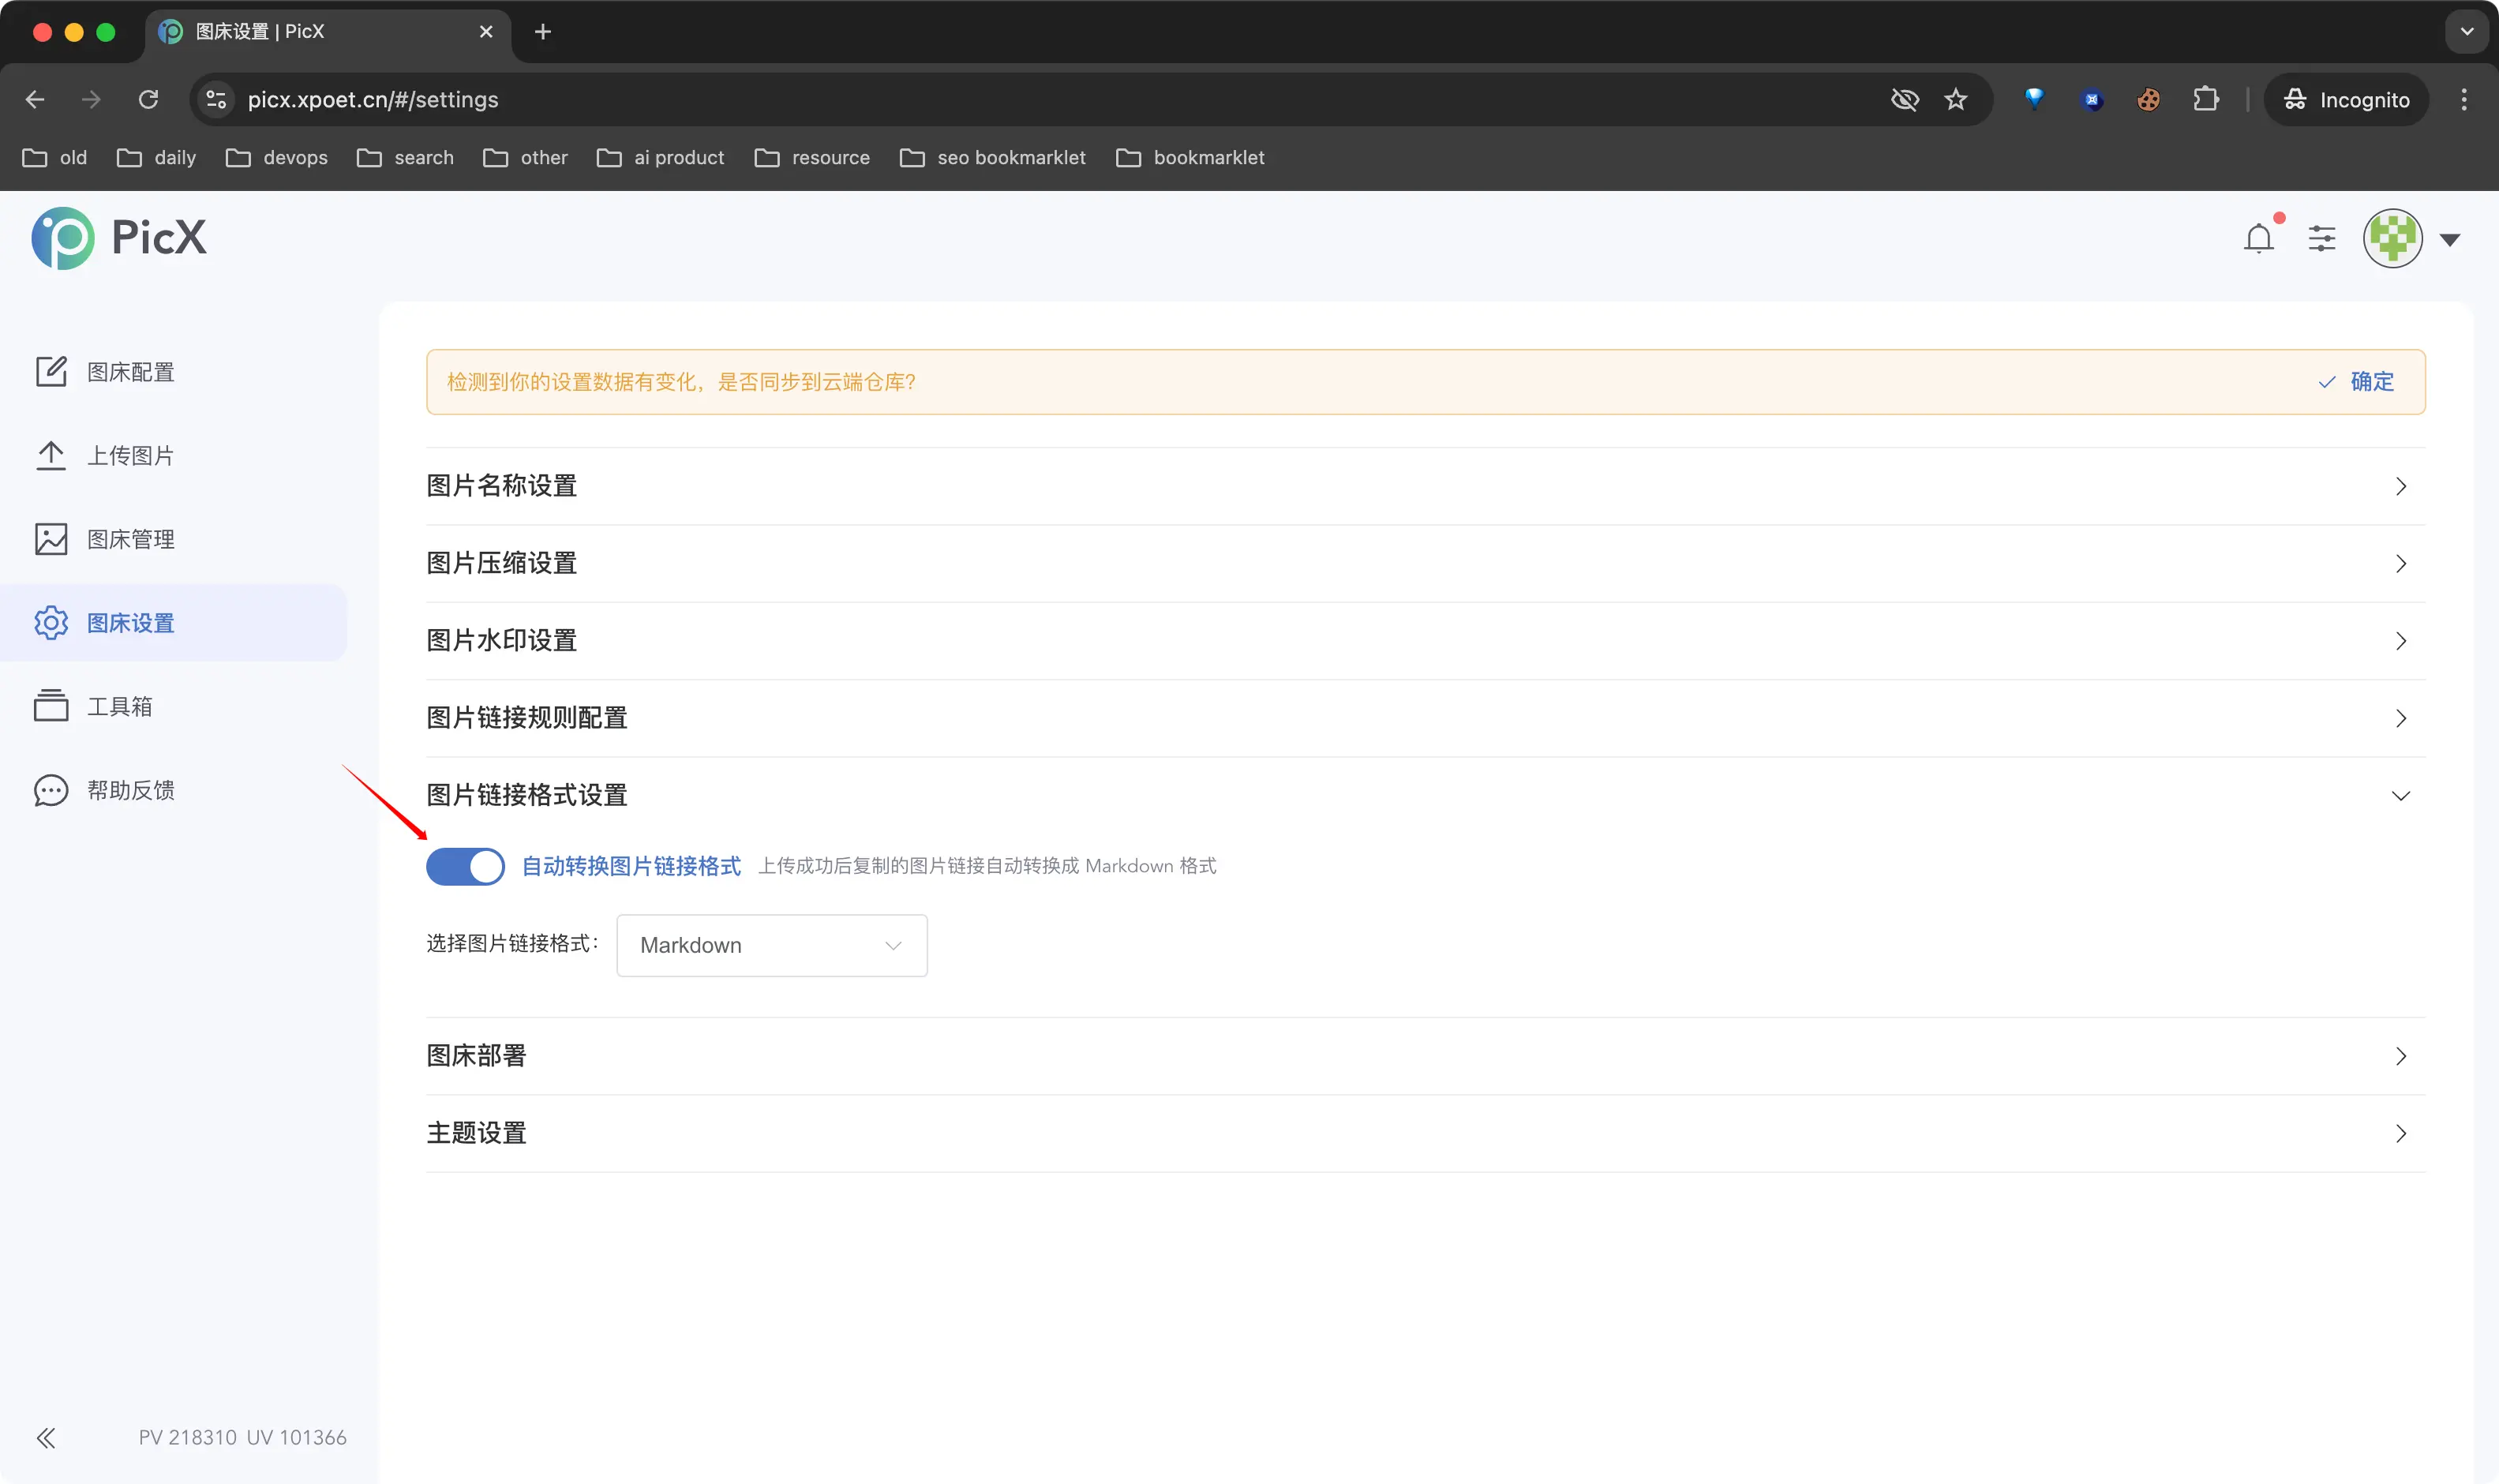 图床设置 | PicX
picx.xpoet.cn/#/settings
Incognito
old
daily
devops
search
other
ai product
resource
seo bookmarklet
bookmarklet
PicX
图床配置
上传图片
图床管理
图床设置
工具箱
帮助反馈
检测到你的设置数据有变化，是否同步到云端仓库?
确定
图片名称设置
图片压缩设置
图片水印设置
图片链接规则配置
图片链接格式设置
自动转换图片链接格式 上传成功后复制的图片链接自动转换成 Markdown 格式
选择图片链接格式： Markdown
图床部署
主题设置
PV 218310 UV 101366